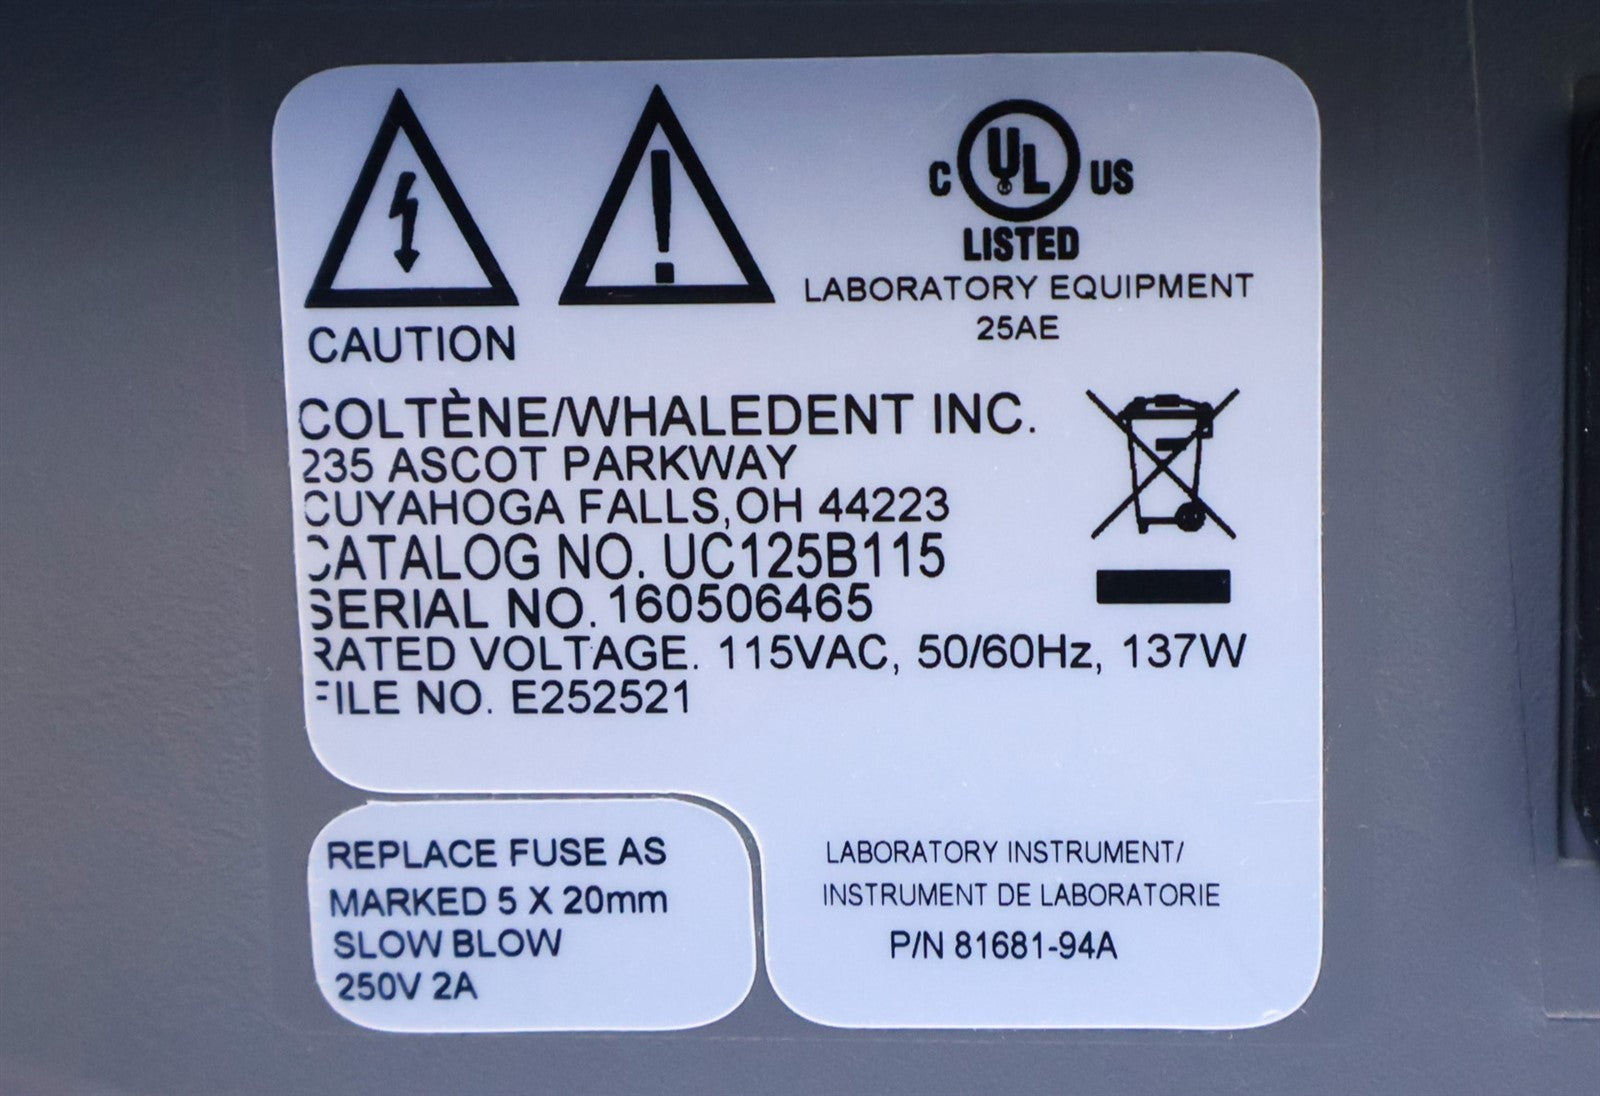 C UL US
LISTED
LABORATORY EQUIPMENT
25AE
CAUTION
COLTÈNE/WHALEDENT INC.
235 ASCOT PARKWAY
CUYAHOGA FALLS,OH 44223
CATALOG NO. UC125B115
SERIAL NO. 160506465
RATED VOLTAGE. 115VAC, 50/60Hz, 137W
FILE NO. E252521
REPLACE FUSE AS
MARKED 5 X 20mm
SLOW BLOW
250V 2A
LABORATORY INSTRUMENT/
INSTRUMENT DE LABORATORIE
P/N 81681-94A